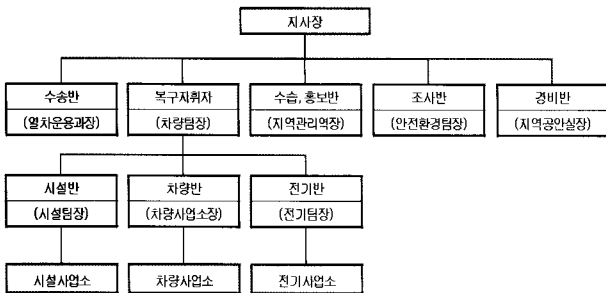 지사장
수송반 복구지휘자 수습, 홍보반 조사반 경비반
(열차운용과장) (차량팀장) (지역관리역장) (안전환경팀장) (지역공안실장)
시설반 차량반 전기반
(시설팀장) (차량사업소장) (전기팀장)
시설사업소 차량사업소 전기사업소